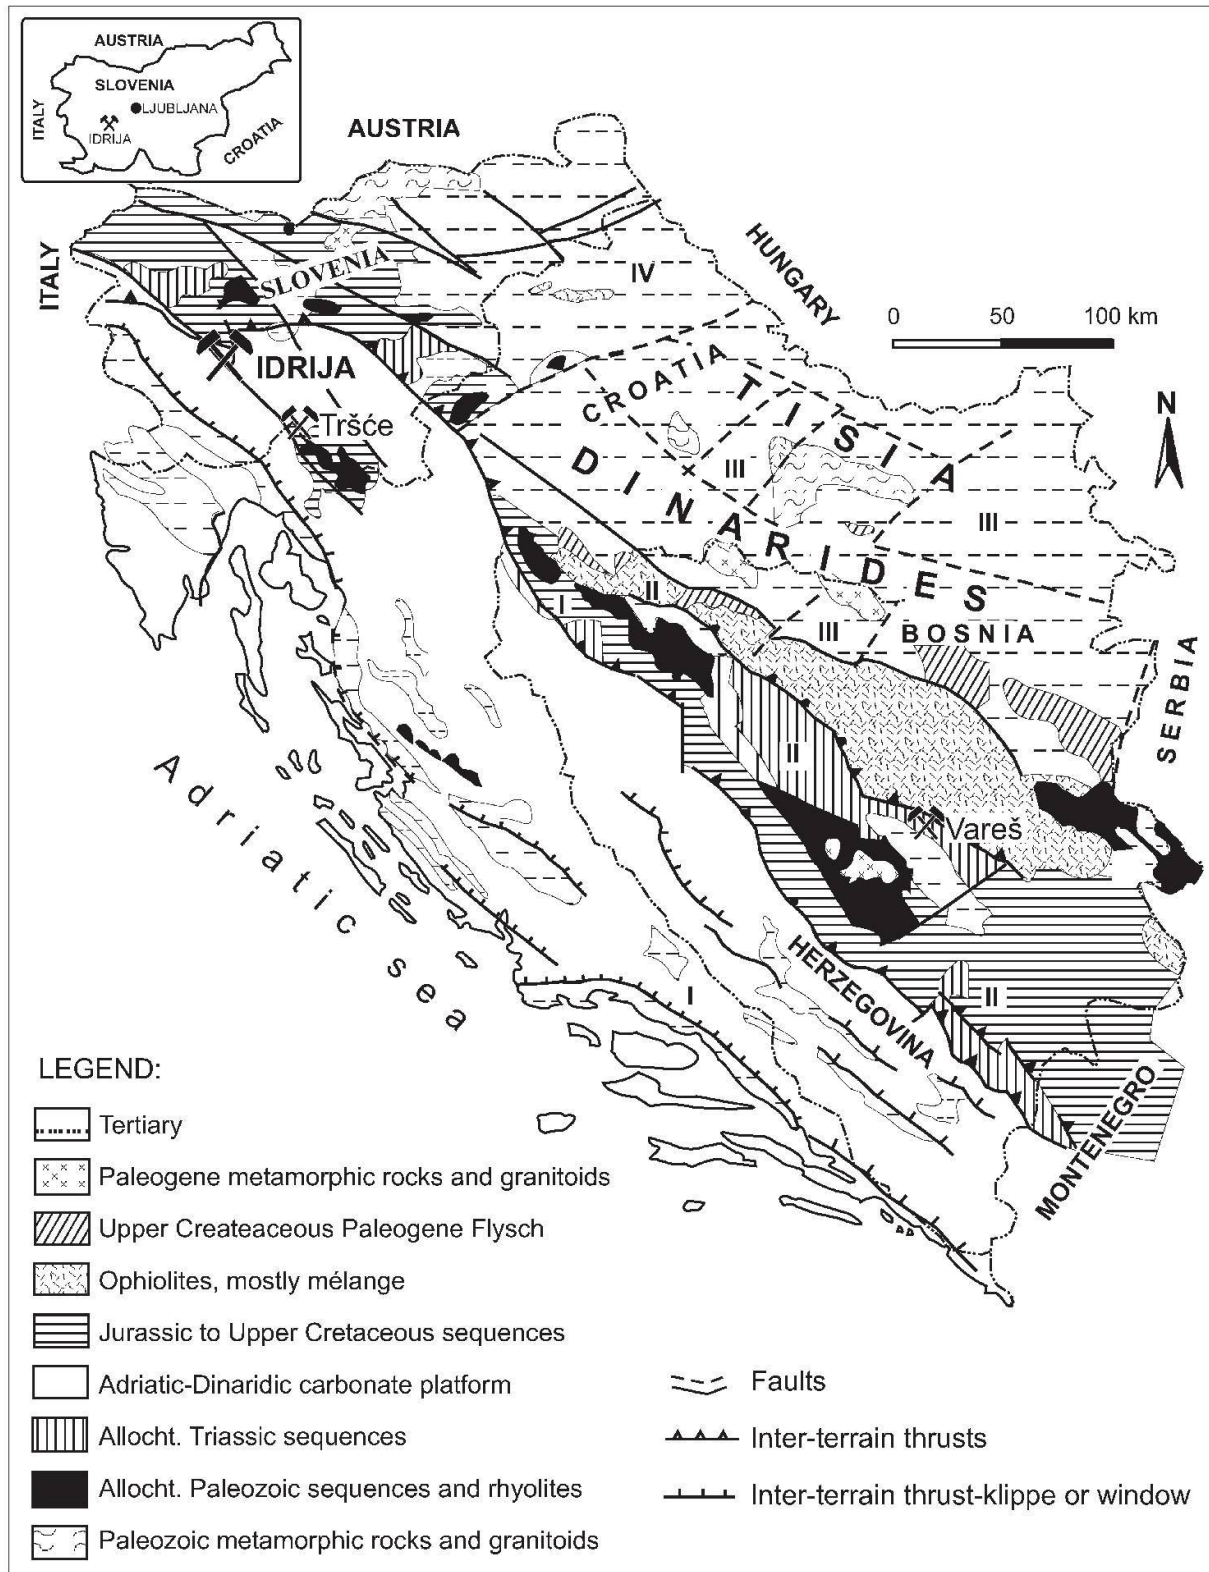 AUSTRIA
SLOVENIA
LJUBLJANA
IDRIJA
ITALY
CROATIA
AUSTRIA
ITALY
SLOVENIA
HUNGARY
IV
0 50 100 km
N
IDRIJA
Tršće
CROATIA
TISIA
DINARIDES
III
III
III
I
II
BOSNIA
SERBIA
II
Vareš
Adriatic sea
HERZEGOVINA
I
II
MONTENEGRO
LEGEND:
Tertiary
Paleogene metamorphic rocks and granitoids
Upper Createaceous Paleogene Flysch
Ophiolites, mostly mélange
Jurassic to Upper Cretaceous sequences
Adriatic-Dinaridic carbonate platform
Allocht. Triassic sequences
Allocht. Paleozoic sequences and rhyolites
Paleozoic metamorphic rocks and granitoids
Faults
Inter-terrain thrusts
Inter-terrain thrust-klippe or window